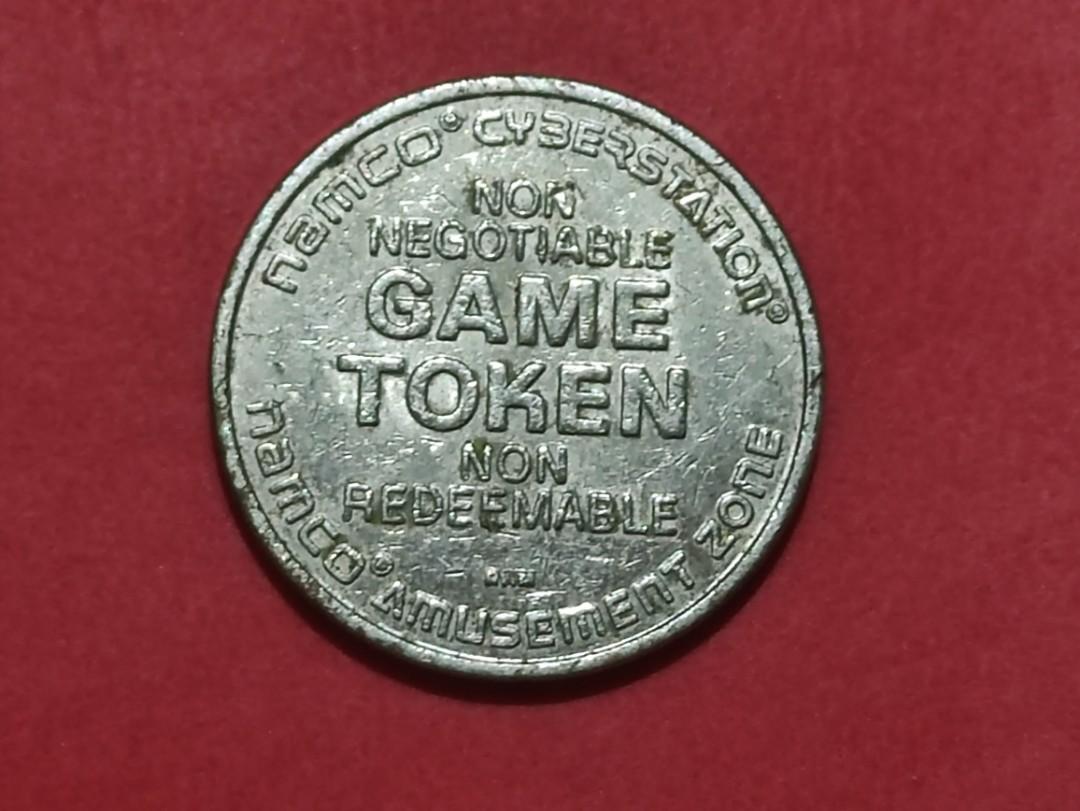 namco® CYBERSTATION®
NON
NEGOTIABLE
GAME
TOKEN
NON
REDEEMABLE
namco® AMUSEMENT ZONE